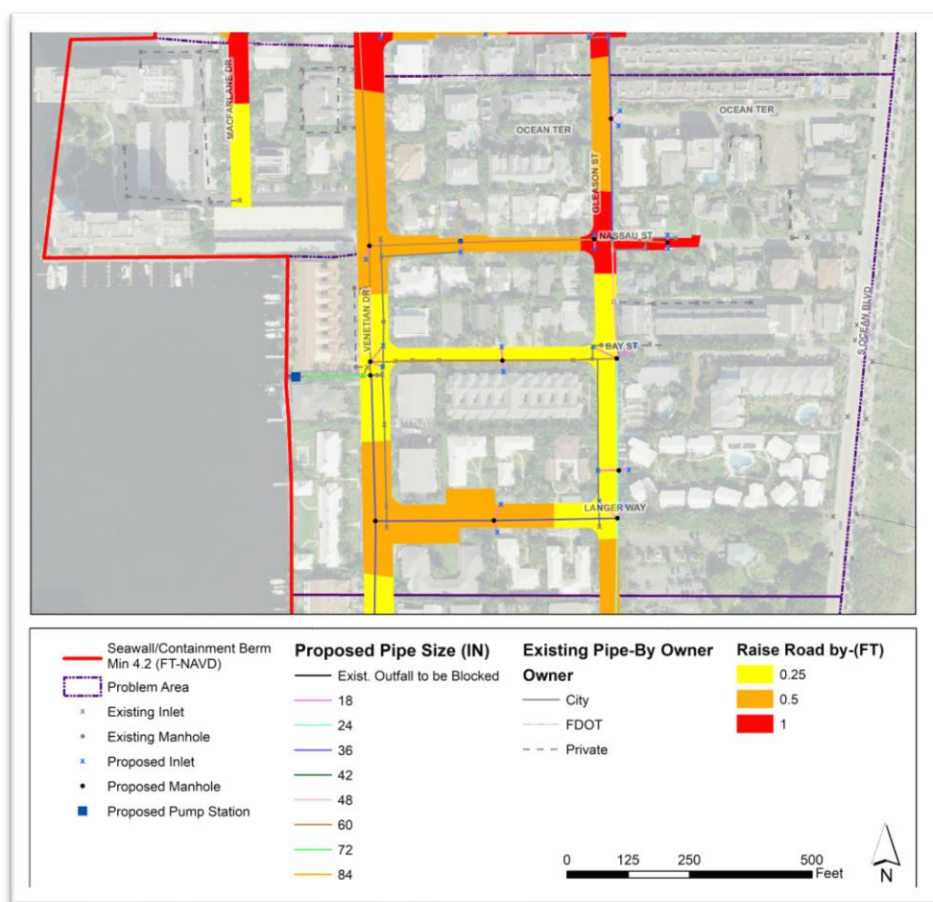 MACFARLANE DR
OCEAN TER
OCEAN TER
GLEASON ST
NASSAU ST
VENETIAN DR
S OCEAN BLVD
BAY ST
LANGER WAY
Seawall/Containment Berm
Min 4.2 (FT-NAVD)
Problem Area
Existing Inlet
Existing Manhole
Proposed Inlet
Proposed Manhole
Proposed Pump Station
Proposed Pipe Size (IN)
Exist. Outfall to be Blocked
18
24
36
42
48
60
72
84
Existing Pipe-By Owner
Owner
City
FDOT
Private
Raise Road by-(FT)
0.25
0.5
1
0 125 250 500
Feet
N